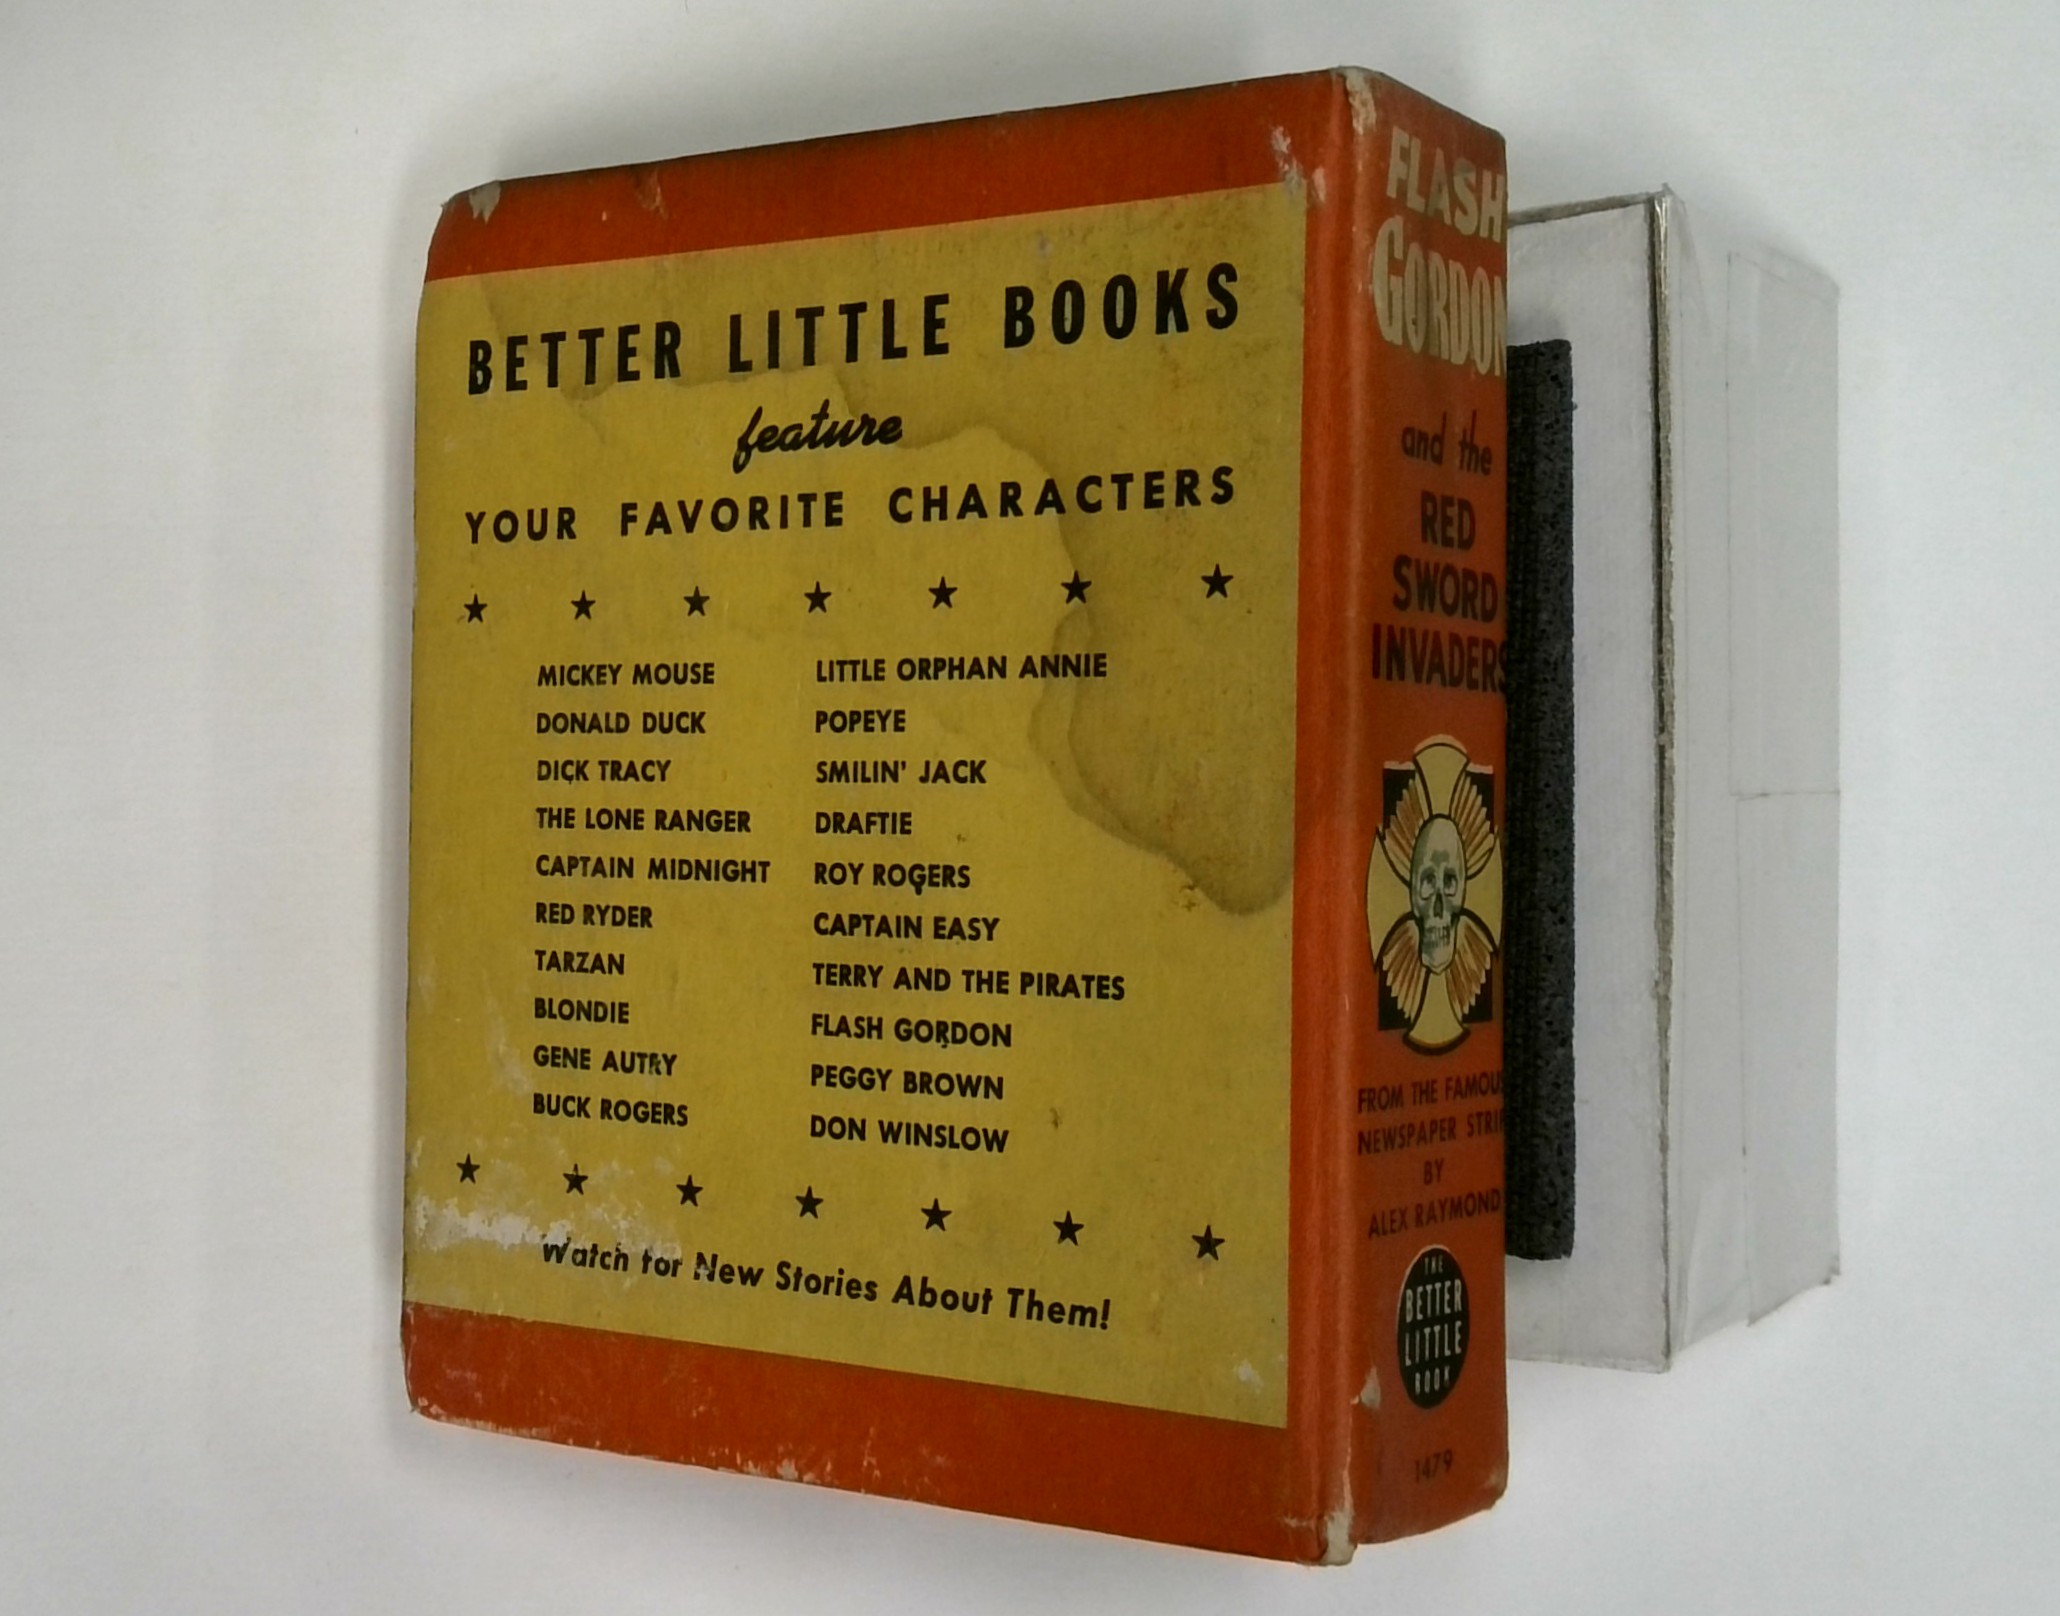 BETTER LITTLE BOOKS
feature
YOUR FAVORITE CHARACTERS
MICKEY MOUSE
DONALD DUCK
DICK TRACY
THE LONE RANGER
CAPTAIN MIDNIGHT
RED RYDER
TARZAN
BLONDIE
GENE AUTRY
BUCK ROGERS
LITTLE ORPHAN ANNIE
POPEYE
SMILIN' JACK
DRAFTIE
ROY ROGERS
CAPTAIN EASY
TERRY AND THE PIRATES
FLASH GORDON
PEGGY BROWN
DON WINSLOW
Watch for New Stories About Them!
FLASH
GORDON
and the
RED
SWORD
INVADERS
FROM THE FAMOUS
NEWSPAPER STRIP
BY
ALEX RAYMOND
THE
BETTER
LITTLE
BOOK
1479